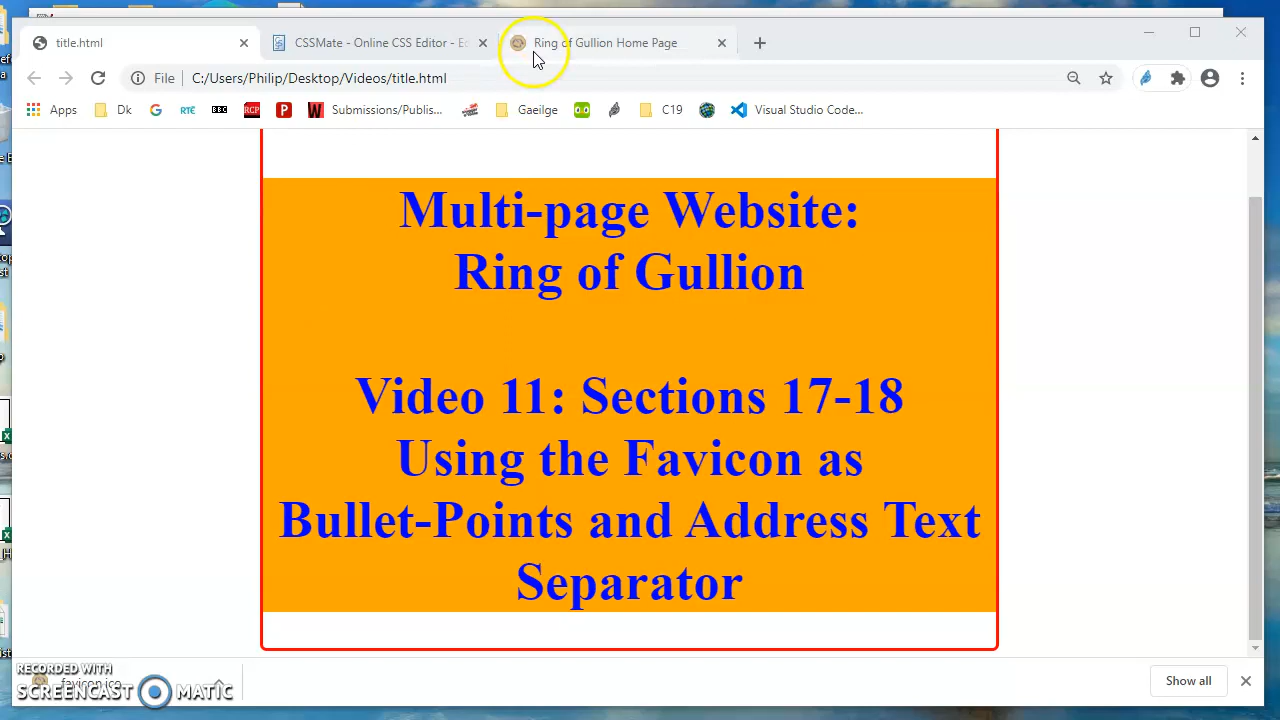 title.html
CSSMate - Online CSS Editor - Es
Ring of Gullion Home Page
File
C:/Users/Philip/Desktop/Videos/title.html
Apps
Dk
G
RTÉ
BBC
RCP
P
W
Submissions/Publis...
Gaeilge
C19
Visual Studio Code...
Multi-page Website:
Ring of Gullion
Video 11: Sections 17-18
Using the Favicon as
Bullet-Points and Address Text
Separator
RECORDED WITH
SCREENCAST MATIC
favicon.ico
Show all